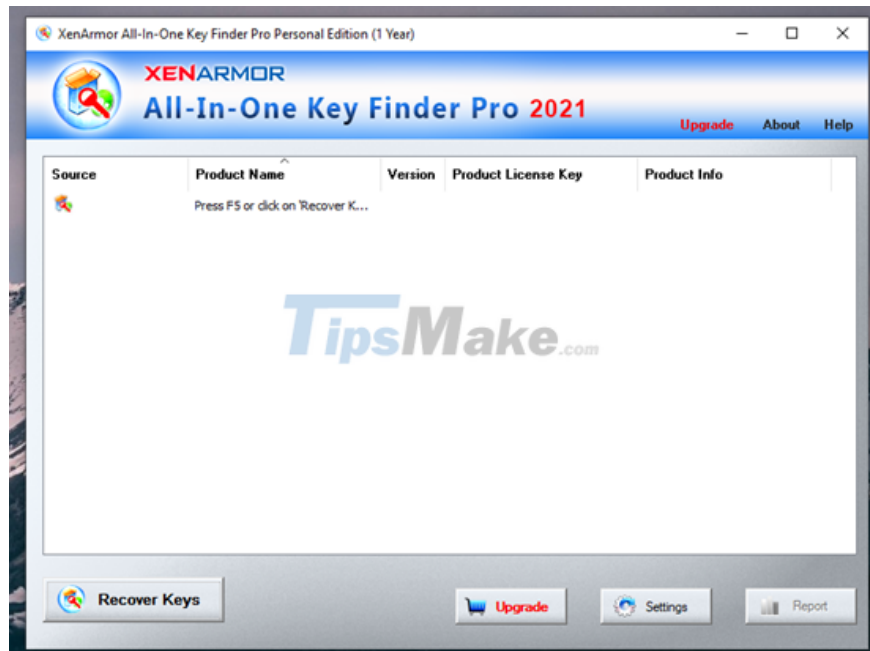 XenArmor All-In-One Key Finder Pro Personal Edition (1 Year)
XENARMOR
All-In-One Key Finder Pro 2021
Upgrade About Help
Source Product Name Version Product License Key Product Info
Press F5 or click on 'Recover K...
TipsMake.com
Recover Keys Upgrade Settings Report